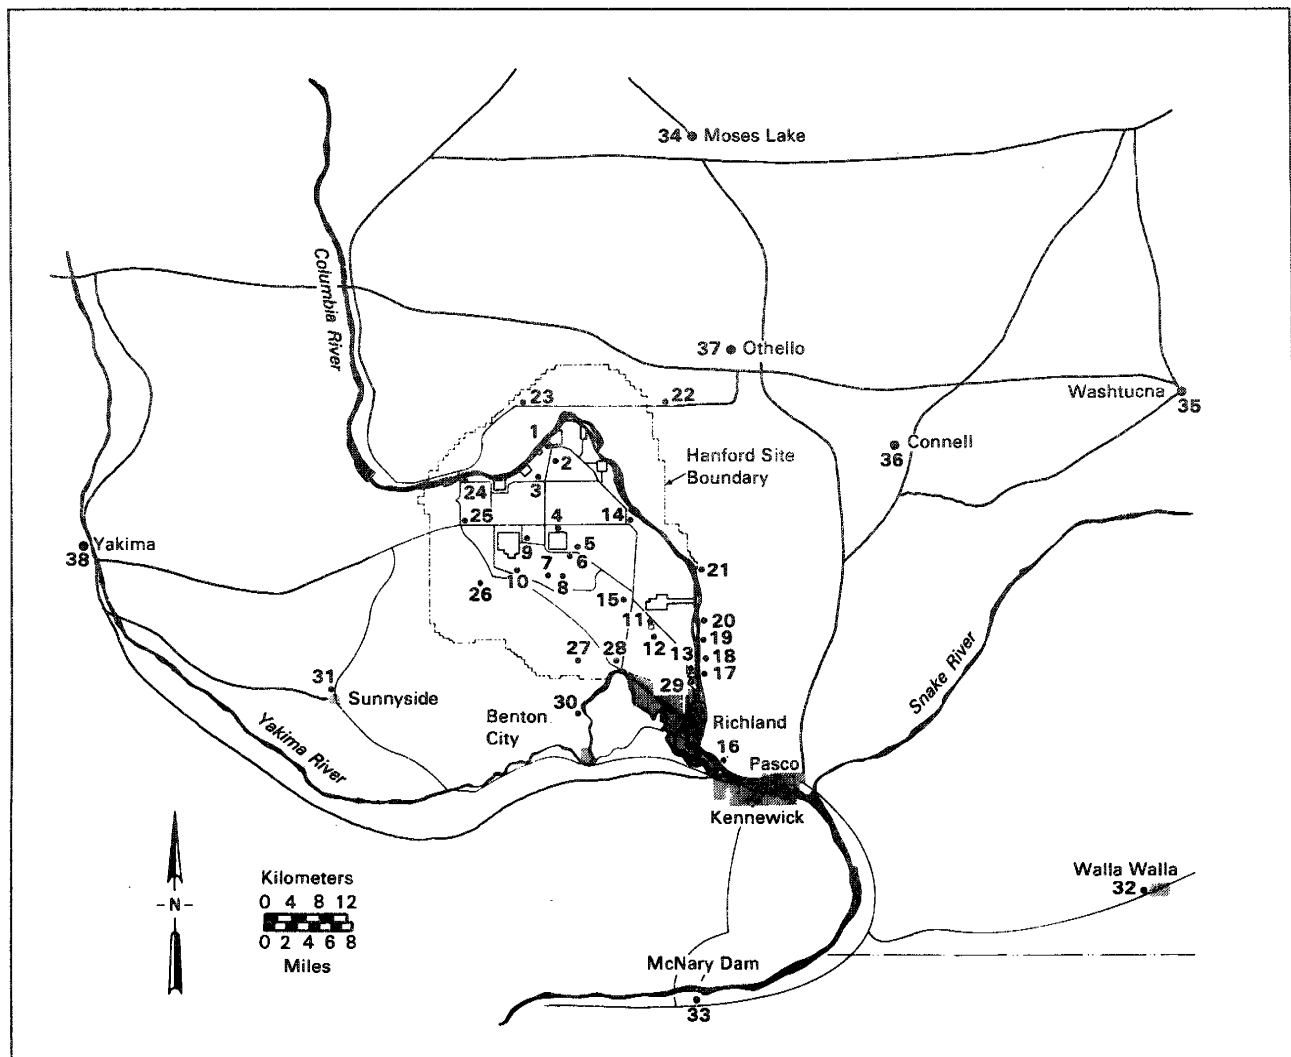 34 Moses Lake
Columbia River
37 Othello
Washtucna
35
23
22
1
2
3
Hanford Site
Boundary
Connell
36
24
25
4
14
9
5
6
Yakima
38
7
8
10
26
15
21
11
12
20
19
13
18
17
27
28
29
31
Sunnyside
30
Benton
City
Richland
16
Pasco
Kennewick
Yakima River
Snake River
Kilometers
0 4 8 12
0 2 4 6 8
Miles
N
Walla Walla
32
McNary Dam
33